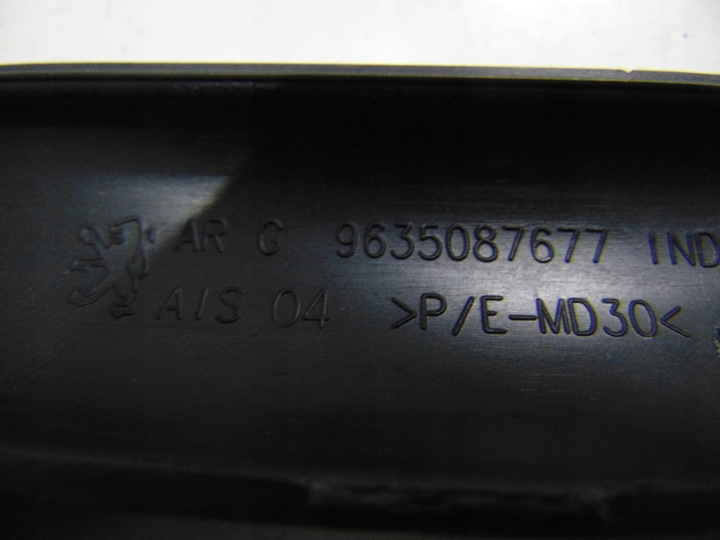 AR G 9635087677 IND
A/S 04 >P/E-MD30<